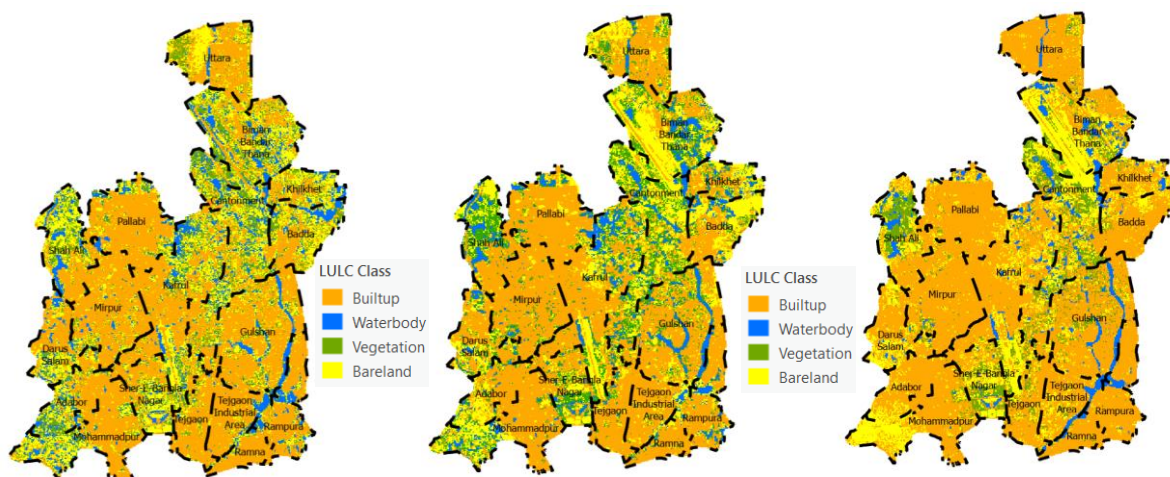 Uttara
Biman
Bandar
Thana
Khilkhet
Cantonment
Badda
Pallabi
Shah Ali
Kafrul
Mirpur
Gulshan
Darus
Salam
Sher-E-Bangla
Nagar
Adabor
Tejgaon
Industrial
Area
Mohammadpur
Rampura
Ramna
LULC Class
Builtup
Waterbody
Vegetation
Bareland
Uttara
Biman
Bandar
Thana
Khilkhet
Cantonment
Badda
Pallabi
Shah Ali
Kafrul
Mirpur
Gulshan
Darus
Salam
Sher-E-Bangla
Nagar
Adabor
Tejgaon
Tejgaon
Industrial
Area
Mohammadpur
Rampura
Ramna
LULC Class
Builtup
Waterbody
Vegetation
Bareland
Uttara
Biman
Bandar
Thana
Khilkhet
Cantonment
Badda
Pallabi
Shah Ali
Kafrul
Mirpur
Gulshan
Darus
Salam
Sher-E-Bangla
Nagar
Adabor
Tejgaon
Tejgaon
Industrial
Area
Mohammadpur
Rampura
Ramna